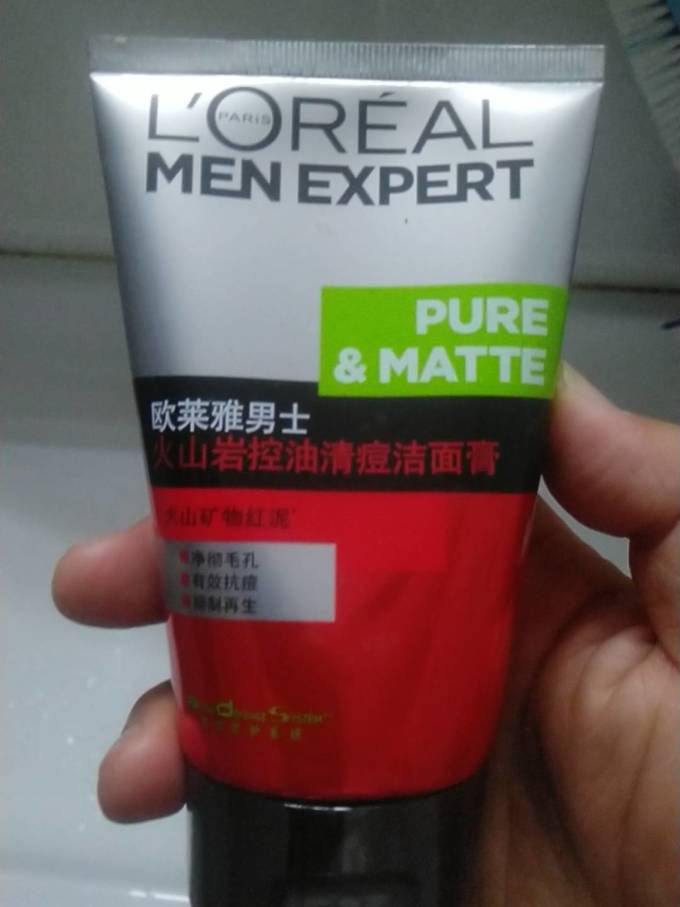 L'ORÉAL
PARIS
MEN EXPERT
PURE
& MATTE
欧莱雅男士
火山岩控油清痘洁面膏
火山矿物红泥
净彻毛孔
有效抗痘
抑制再生
SYSTEM